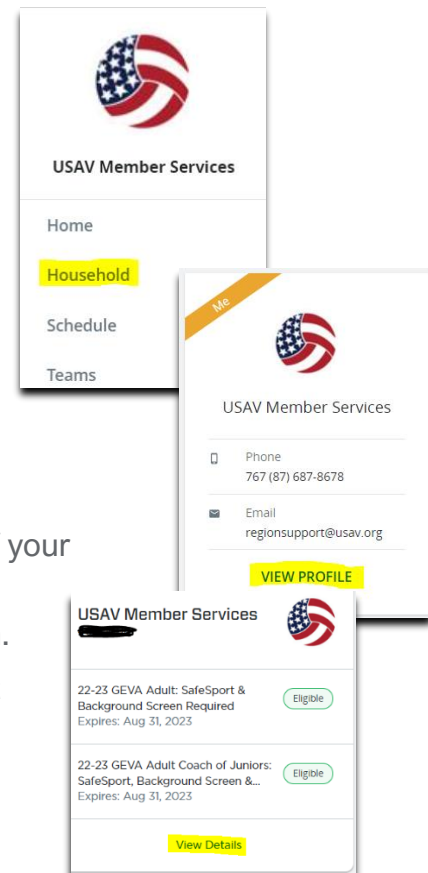 USAV Member Services
Home
Household
Schedule
Teams
Me
USAV Member Services
Phone
767 (87) 687-8678
Email
regionsupport@usav.org
VIEW PROFILE
your
.
USAV Member Services
22-23 GEVA Adult: SafeSport &
Background Screen Required
Eligible
Expires: Aug 31, 2023
22-23 GEVA Adult Coach of Juniors:
SafeSport, Background Screen &...
Eligible
Expires: Aug 31, 2023
View Details